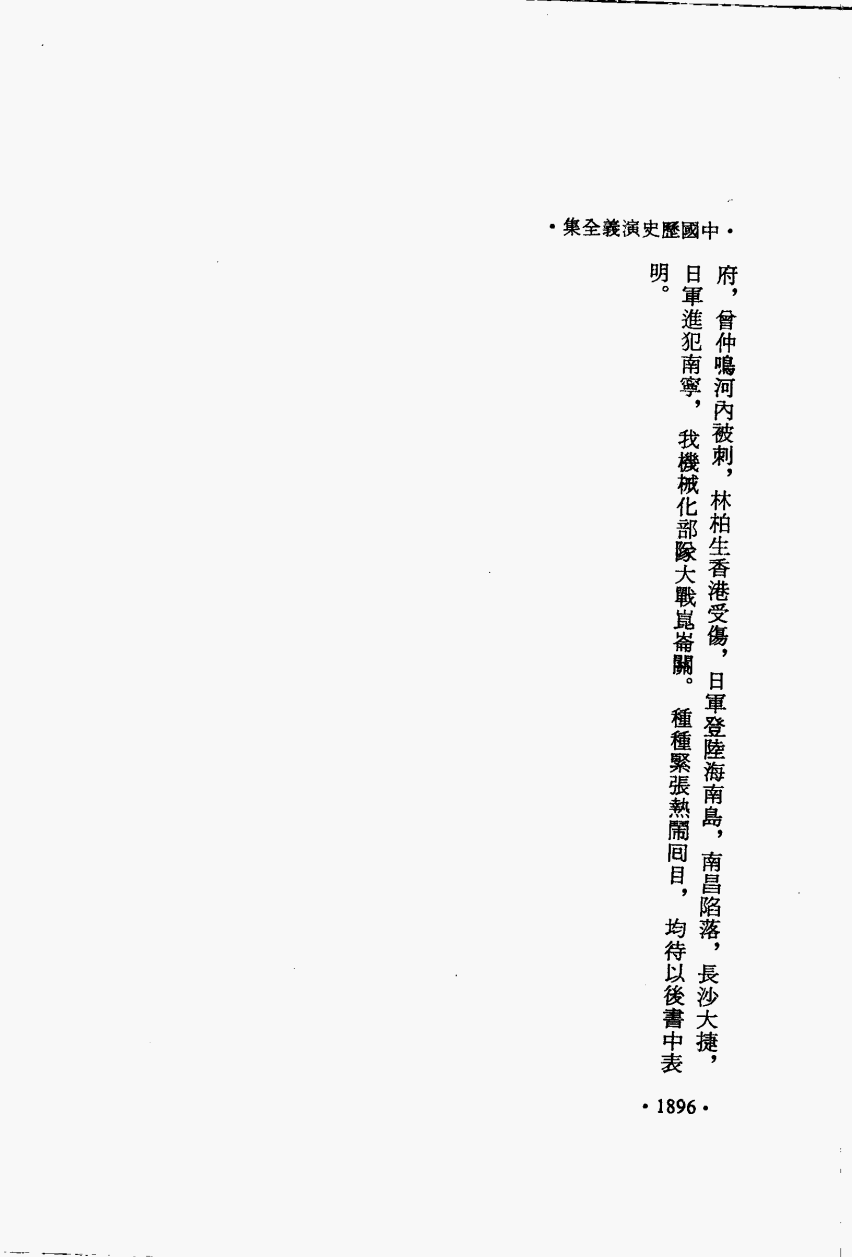 ·中國歷史演義全集·
府，曾仲鳴河內被刺，林柏生香港受傷，日軍登陸海南島，南昌陷落，長沙大捷，
日軍進犯南寧，我機械化部隊大戰崑崙關。種種緊張熱鬧回目，均待以後書中表
明。
·1896·